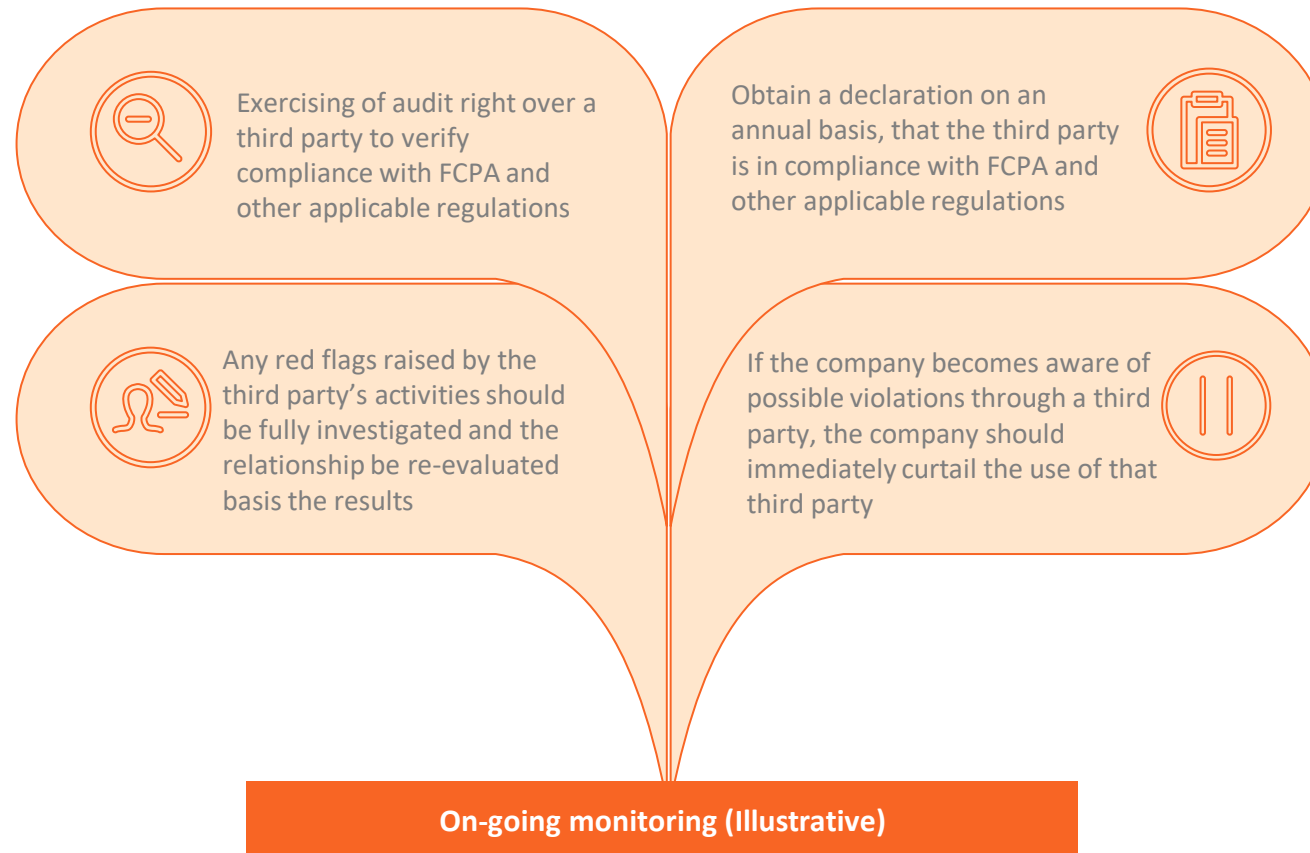 Exercising of audit right over a
third party to verify
compliance with FCPA and
other applicable regulations
Obtain a declaration on an
annual basis, that the third party
is in compliance with FCPA and
other applicable regulations
Any red flags raised by the
third party’s activities should
be fully investigated and the
relationship be re-evaluated
basis the results
If the company becomes aware of
possible violations through a third
party, the company should
immediately curtail the use of that
third party
On-going monitoring (Illustrative)